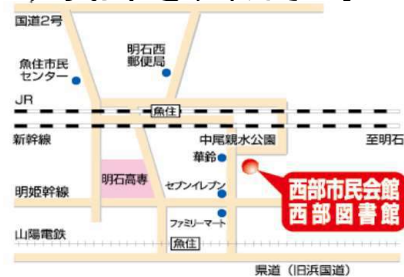 国道2号
明石西
郵便局
魚住市民
センター
JR
魚住
新幹線
中尾親水公園
至明石
華鈴
明石高専
セブンイレブン
西部市民会館
西部図書館
明姫幹線
ファミリーマート
山陽電鉄
魚住
県道（旧浜国道）